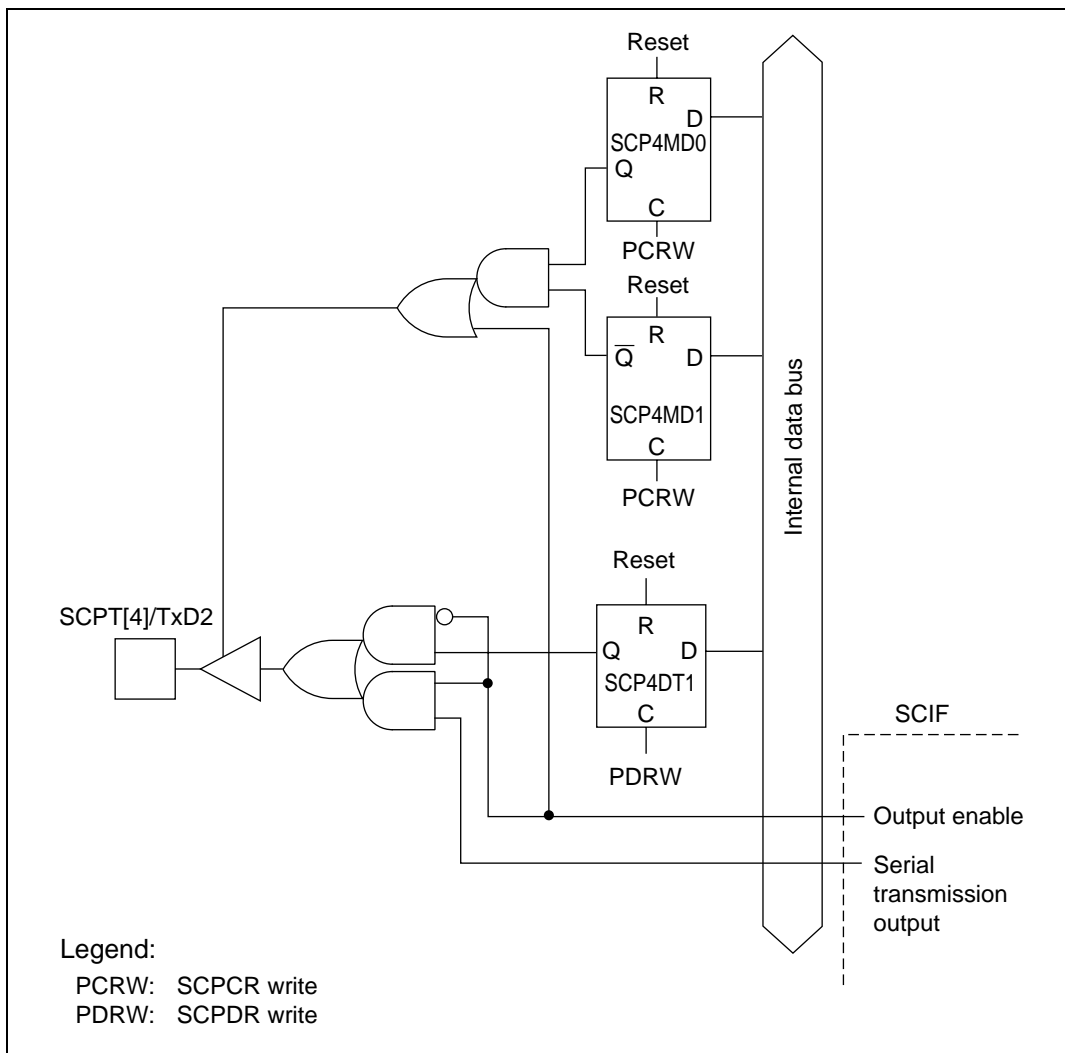 Reset
R
D
SCP4MD0
Q
C
PCRW
Reset
R
Q̅
D
SCP4MD1
C
PCRW
Internal data bus
Reset
R
Q
D
SCP4DT1
C
PDRW
SCPT[4]/TxD2
SCIF
Output enable
Serial
transmission
output
Legend:
PCRW: SCPCR write
PDRW: SCPDR write